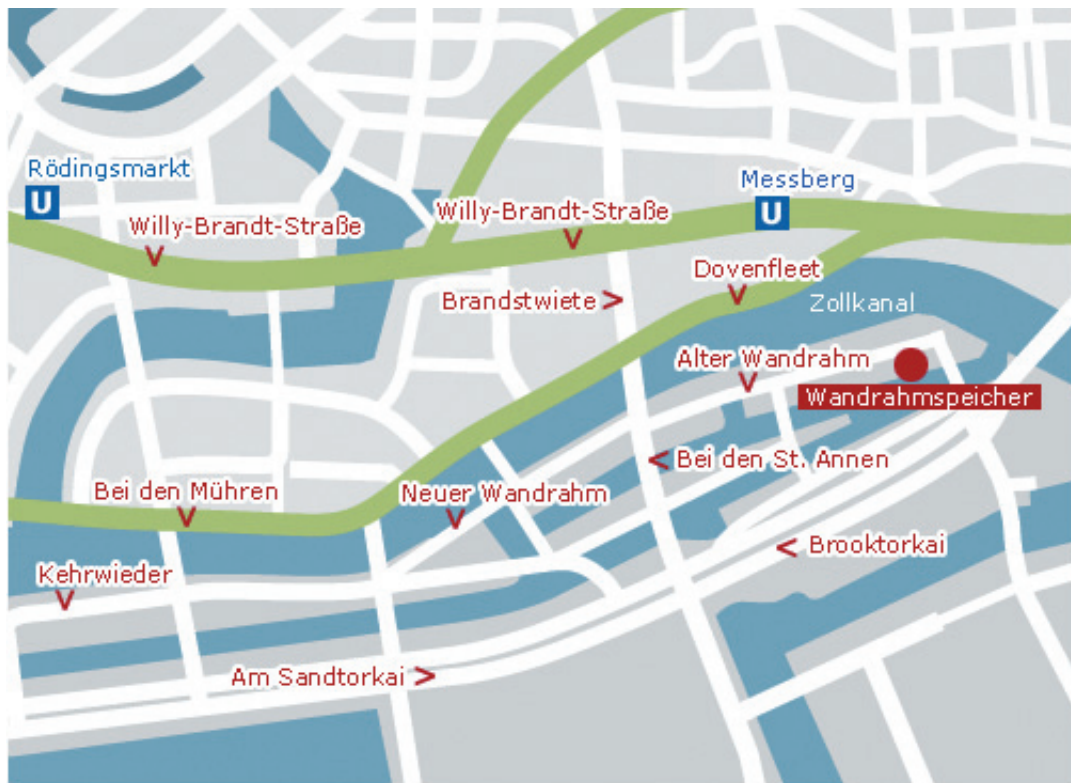 Rödingsmarkt
U
Messberg
U
Willy-Brandt-Straße
Willy-Brandt-Straße
Dovenfleet
Brandstwiete >
Zollkanal
Alter Wandrahm
Wandrahmspeicher
< Bei den St. Annen
Bei den Mühren
Neuer Wandrahm
< Brooktorkai
Kehrwieder
Am Sandtorkai >